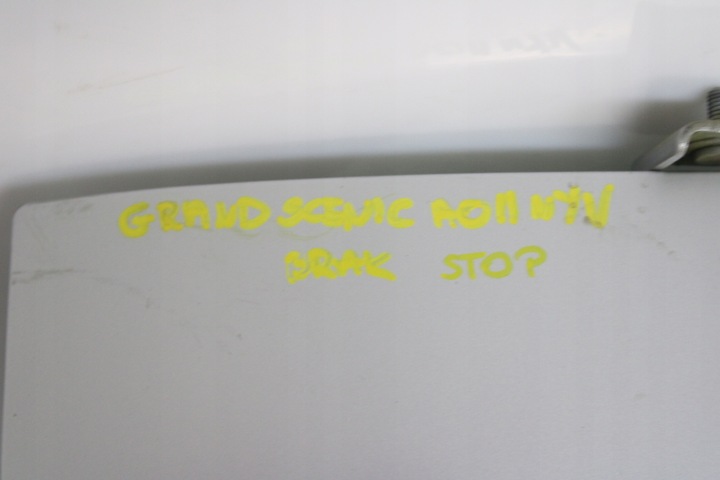 GRAND SCENIC
BRAK STOP